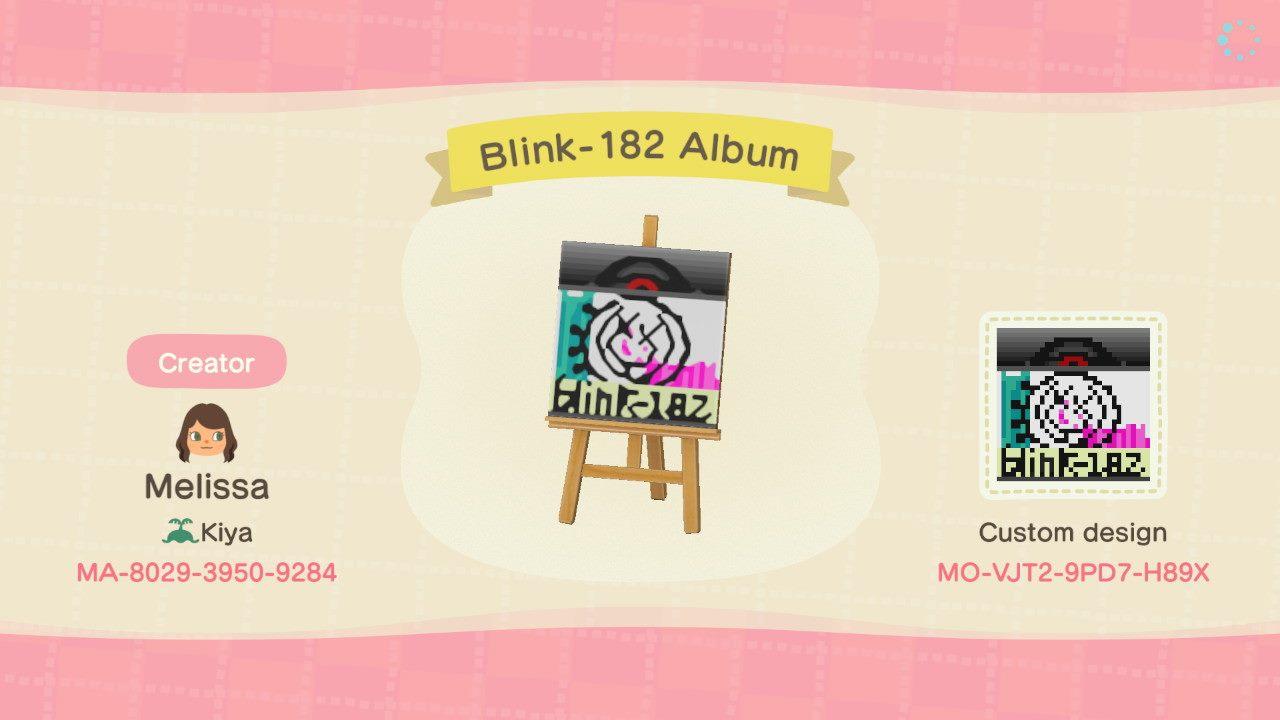 Blink-182 Album
blink-182
Creator
Melissa
Kiya
MA-8029-3950-9284
blink-182
Custom design
MO-VJT2-9PD7-H89X